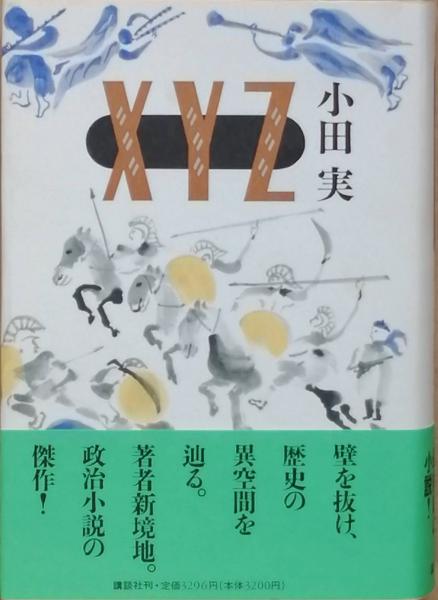 XYZ
小田実
壁を抜け、
歴史の
異空間を
辿る。
著者新境地。
政治小説の
傑作！
講談社刊・定価3296円(本体3200円)
小説！